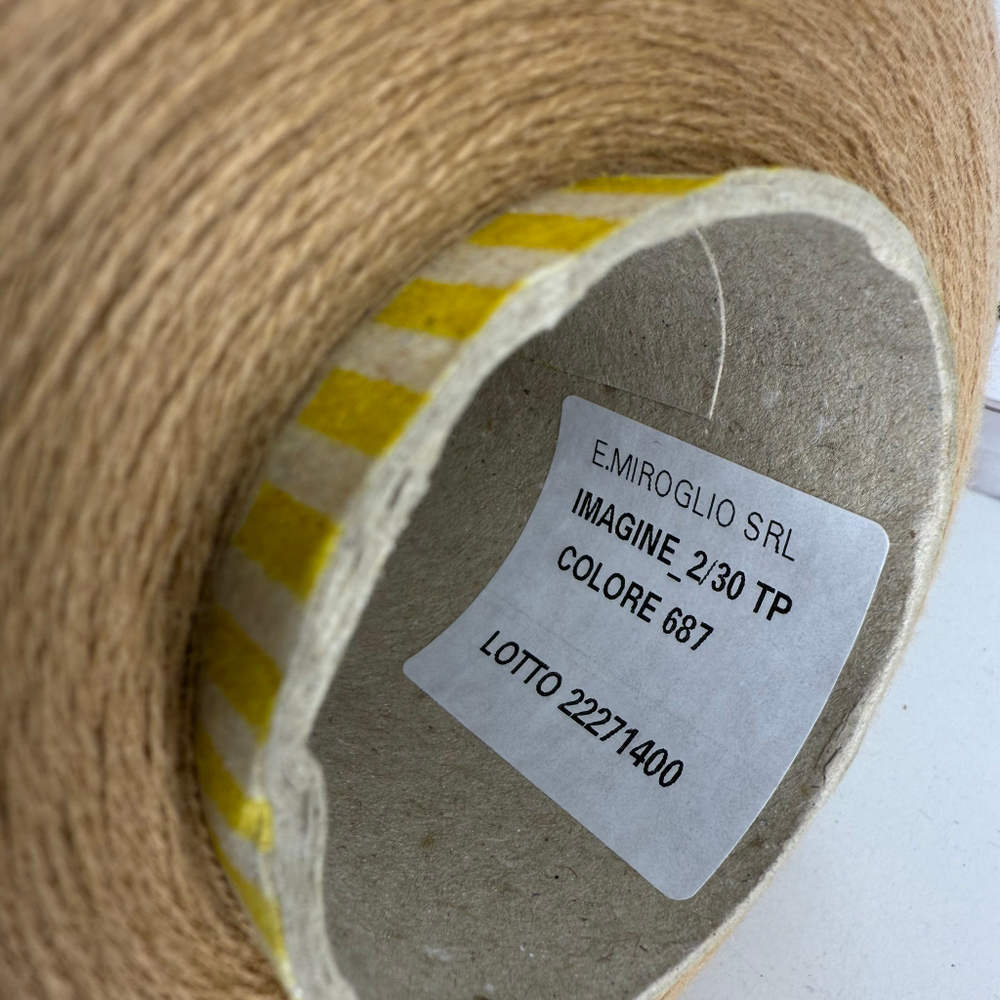 E.MIROGLIO SRL
IMAGINE_2/30 TP
COLORE 687
LOTTO 22271400